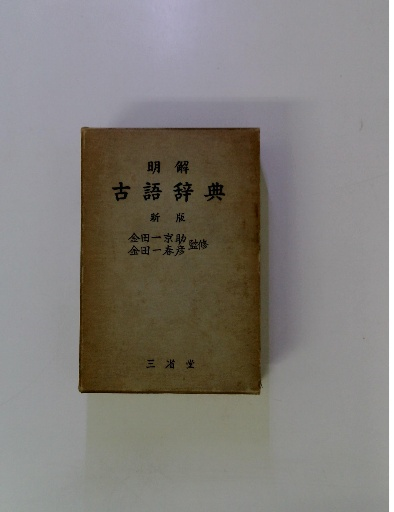 明解
古語辞典
新版
金田一京助
金田一春彦
監修
三省堂